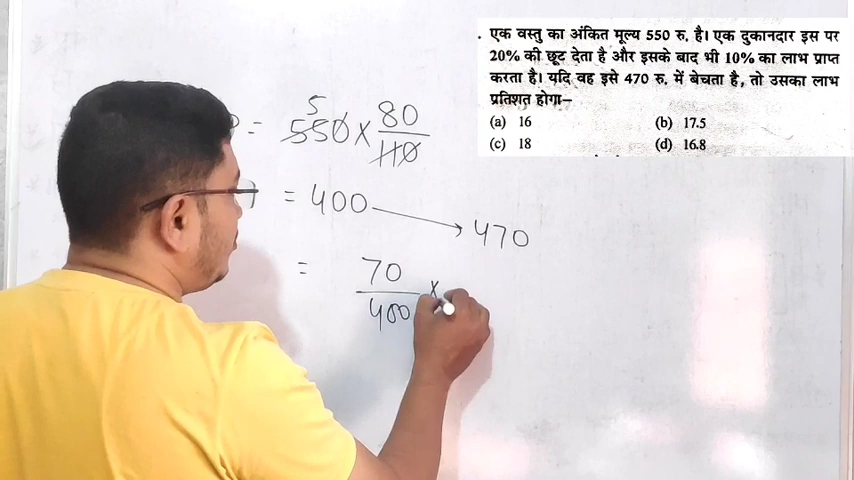 . एक वस्तु का अंकित मूल्य 550 रु. है। एक दुकानदार इस पर
20% की छूट देता है और इसके बाद भी 10% का लाभ प्राप्त
करता है। यदि वह इसे 470 रु. में बेचता है, तो उसका लाभ
प्रतिशत होगा–
(a) 16 (b) 17.5
(c) 18 (d) 16.8
5
= 550 × 80/110
= 400 → 470
= 70/400 ×